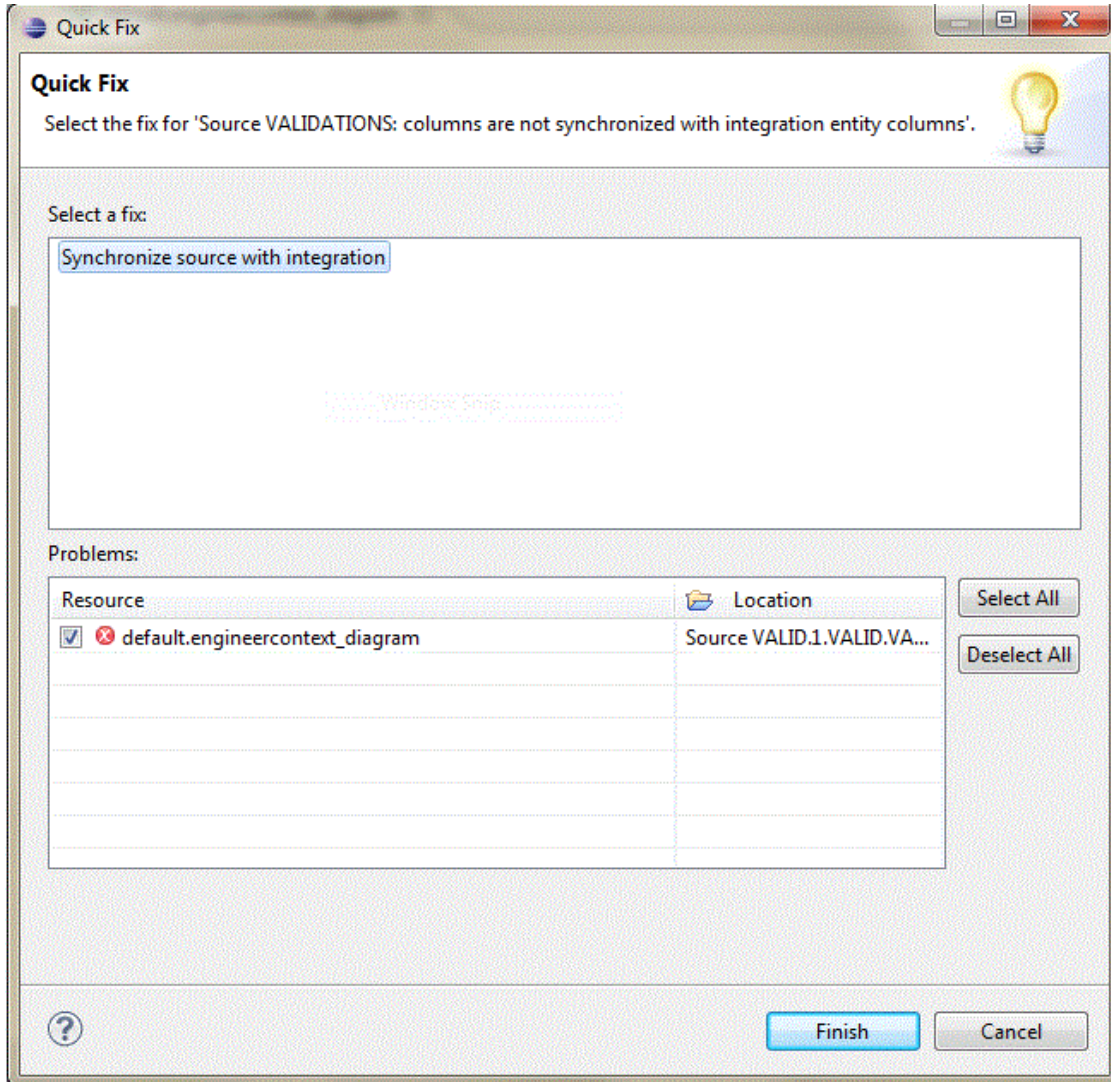 Quick Fix
Quick Fix
Select the fix for 'Source VALIDATIONS: columns are not synchronized with integration entity columns'.
Select a fix:
Synchronize source with integration
Window Snip
Problems:
Resource Location
default.engineercontext_diagram Source VALID.1.VALID.VA...
Select All
Deselect All
Finish Cancel